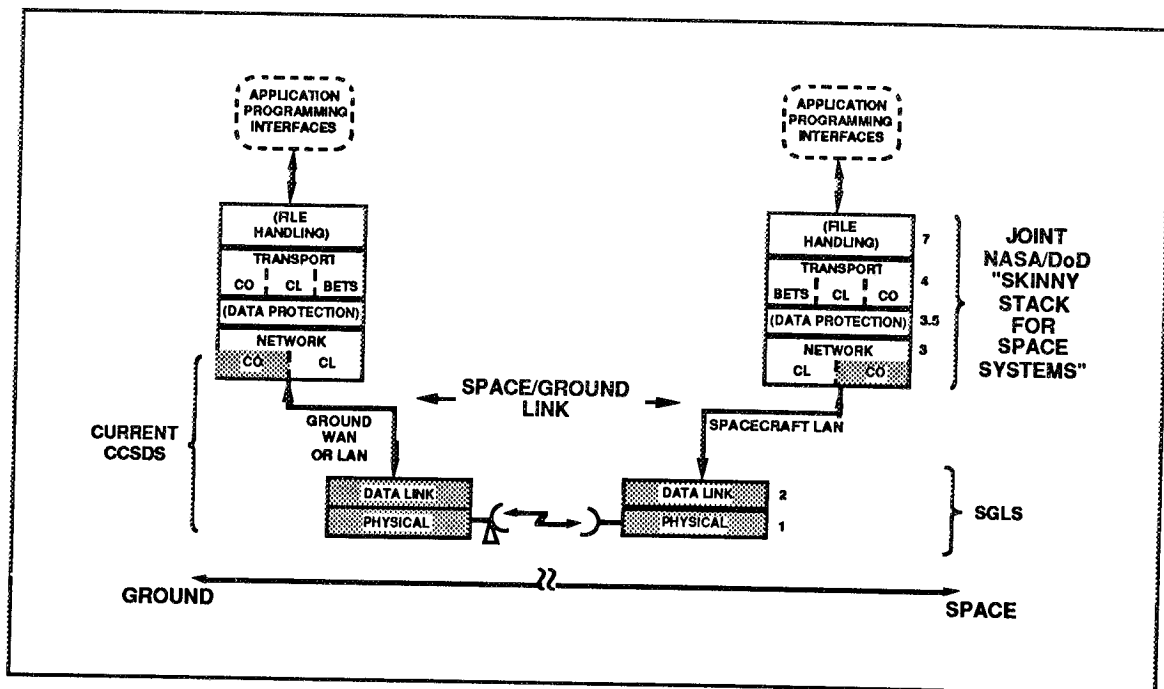 APPLICATION
PROGRAMMING
INTERFACES
(FILE
HANDLING)
TRANSPORT
CO CL BETS
(DATA PROTECTION)
NETWORK
CO CL
APPLICATION
PROGRAMMING
INTERFACES
(FILE
HANDLING)
7
TRANSPORT
4
BETS CL CO
(DATA PROTECTION)
3.5
NETWORK
3
CL CO
JOINT
NASA/DoD
"SKINNY
STACK
FOR
SPACE
SYSTEMS"
SPACE/GROUND
LINK
CURRENT
CCSDS
GROUND
WAN
OR LAN
SPACECRAFT LAN
DATA LINK
PHYSICAL
DATA LINK
2
PHYSICAL
1
SGLS
GROUND
SPACE